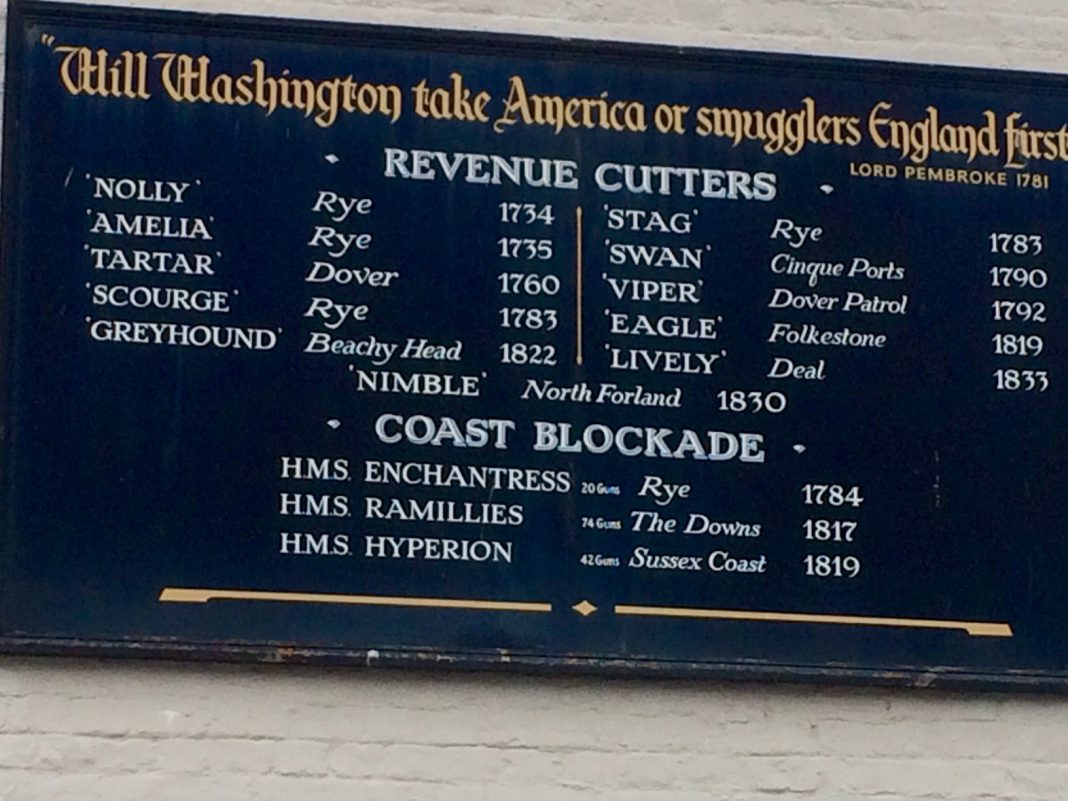 "Will Washington take America or smugglers England first
LORD PEMBROKE 1781
REVENUE CUTTERS
'NOLLY' Rye 1734
'AMELIA' Rye 1735
'TARTAR' Dover 1760
'SCOURGE' Rye 1783
'GREYHOUND' Beachy Head 1822
'STAG' Rye 1783
'SWAN' Cinque Ports 1790
'VIPER' Dover Patrol 1792
'EAGLE' Folkestone 1819
'LIVELY' Deal 1833
'NIMBLE' North Forland 1830
COAST BLOCKADE
H.M.S. ENCHANTRESS 20 Guns Rye 1784
H.M.S. RAMILLIES 74 Guns The Downs 1817
H.M.S. HYPERION 42 Guns Sussex Coast 1819